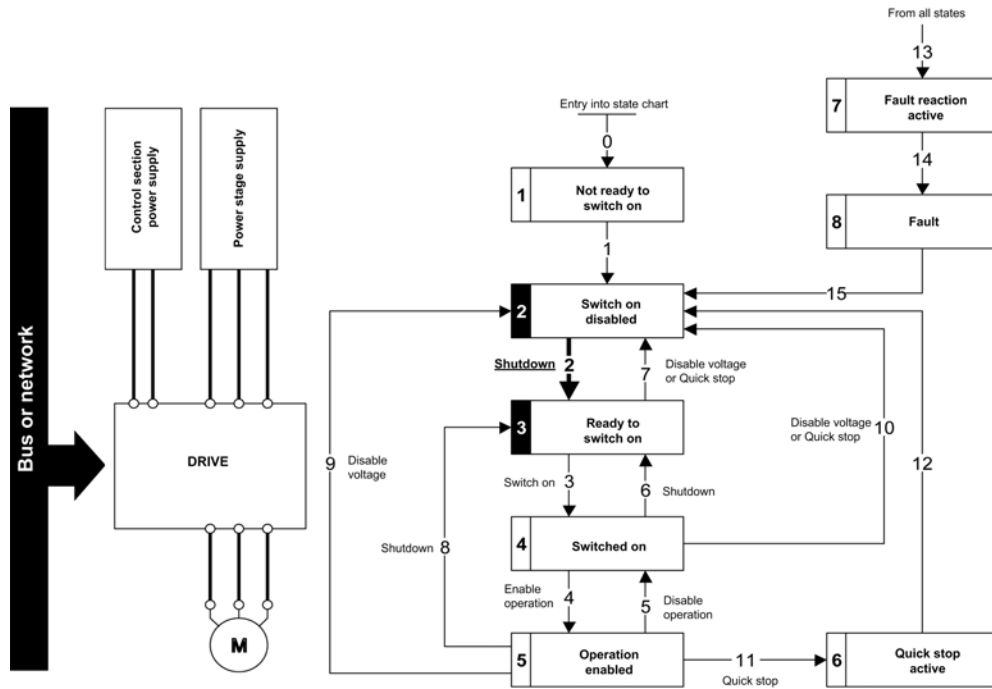 From all states
13
7
Fault reaction
active
14
8
Fault
15
Entry into state chart
0
1
Not ready to
switch on
1
2
Switch on
disabled
Shutdown 2
7
Disable voltage
or Quick stop
3
Ready to
switch on
Switch on 3
6 Shutdown
4
Switched on
Enable
operation
4
5
Disable
operation
5
Operation
enabled
11
Quick stop
6
Quick stop
active
12
Disable voltage
or Quick stop
10
9
Disable
voltage
Shutdown 8
Bus or network
Control section
power supply
Power stage supply
DRIVE
M